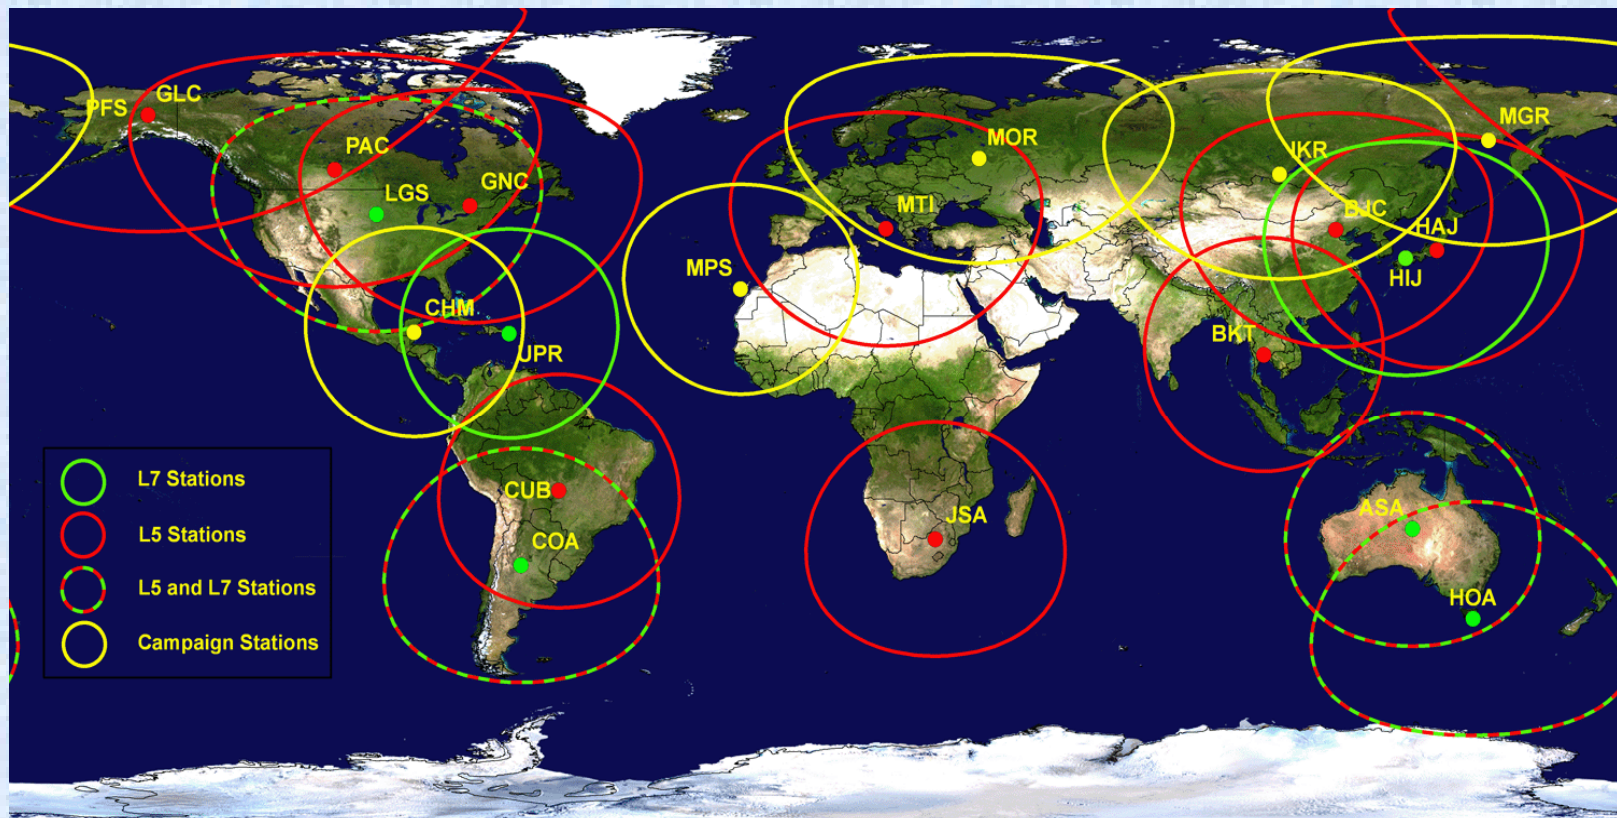 GLC
PFS
MGR
PAC
MOR
IKR
LGS
GNC
MTI
BJC
HAJ
MPS
HIJ
CHM
BKT
UPR
CUB
JSA
ASA
COA
HOA
L7 Stations
L5 Stations
L5 and L7 Stations
Campaign Stations